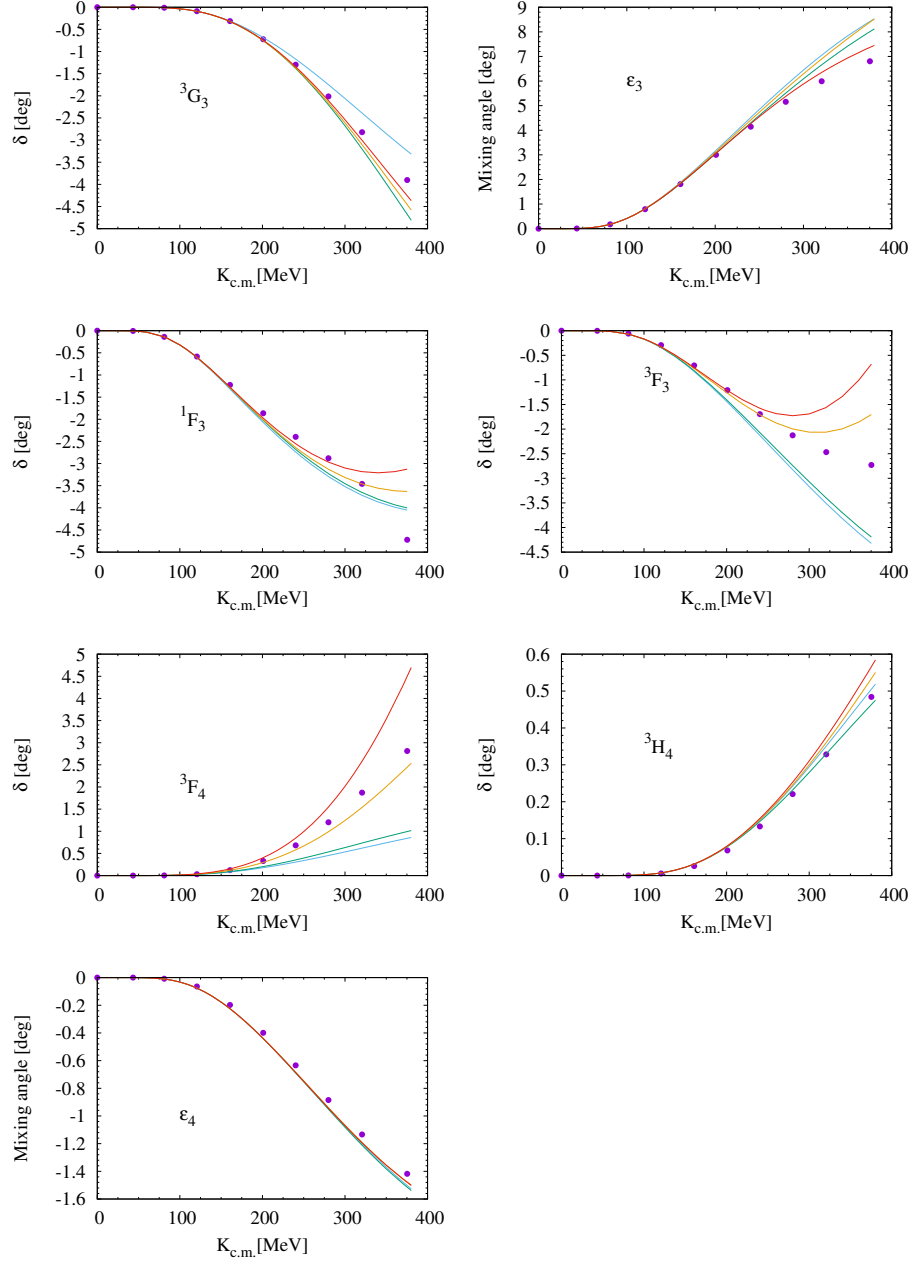 0
-0.5
-1
-1.5
-2
-2.5
-3
-3.5
-4
-4.5
-5
0 100 200 300 400
δ [deg]
K_c.m.[MeV]
³G₃
9
8
7
6
5
4
3
2
1
0
0 100 200 300 400
Mixing angle [deg]
K_c.m.[MeV]
ε₃
0
-0.5
-1
-1.5
-2
-2.5
-3
-3.5
-4
-4.5
-5
0 100 200 300 400
δ [deg]
K_c.m.[MeV]
¹F₃
0
-0.5
-1
-1.5
-2
-2.5
-3
-3.5
-4
-4.5
0 100 200 300 400
δ [deg]
K_c.m.[MeV]
³F₃
5
4.5
4
3.5
3
2.5
2
1.5
1
0.5
0
0 100 200 300 400
δ [deg]
K_c.m.[MeV]
³F₄
0.6
0.5
0.4
0.3
0.2
0.1
0
0 100 200 300 400
δ [deg]
K_c.m.[MeV]
³H₄
0
-0.2
-0.4
-0.6
-0.8
-1
-1.2
-1.4
-1.6
0 100 200 300 400
Mixing angle [deg]
K_c.m.[MeV]
ε₄